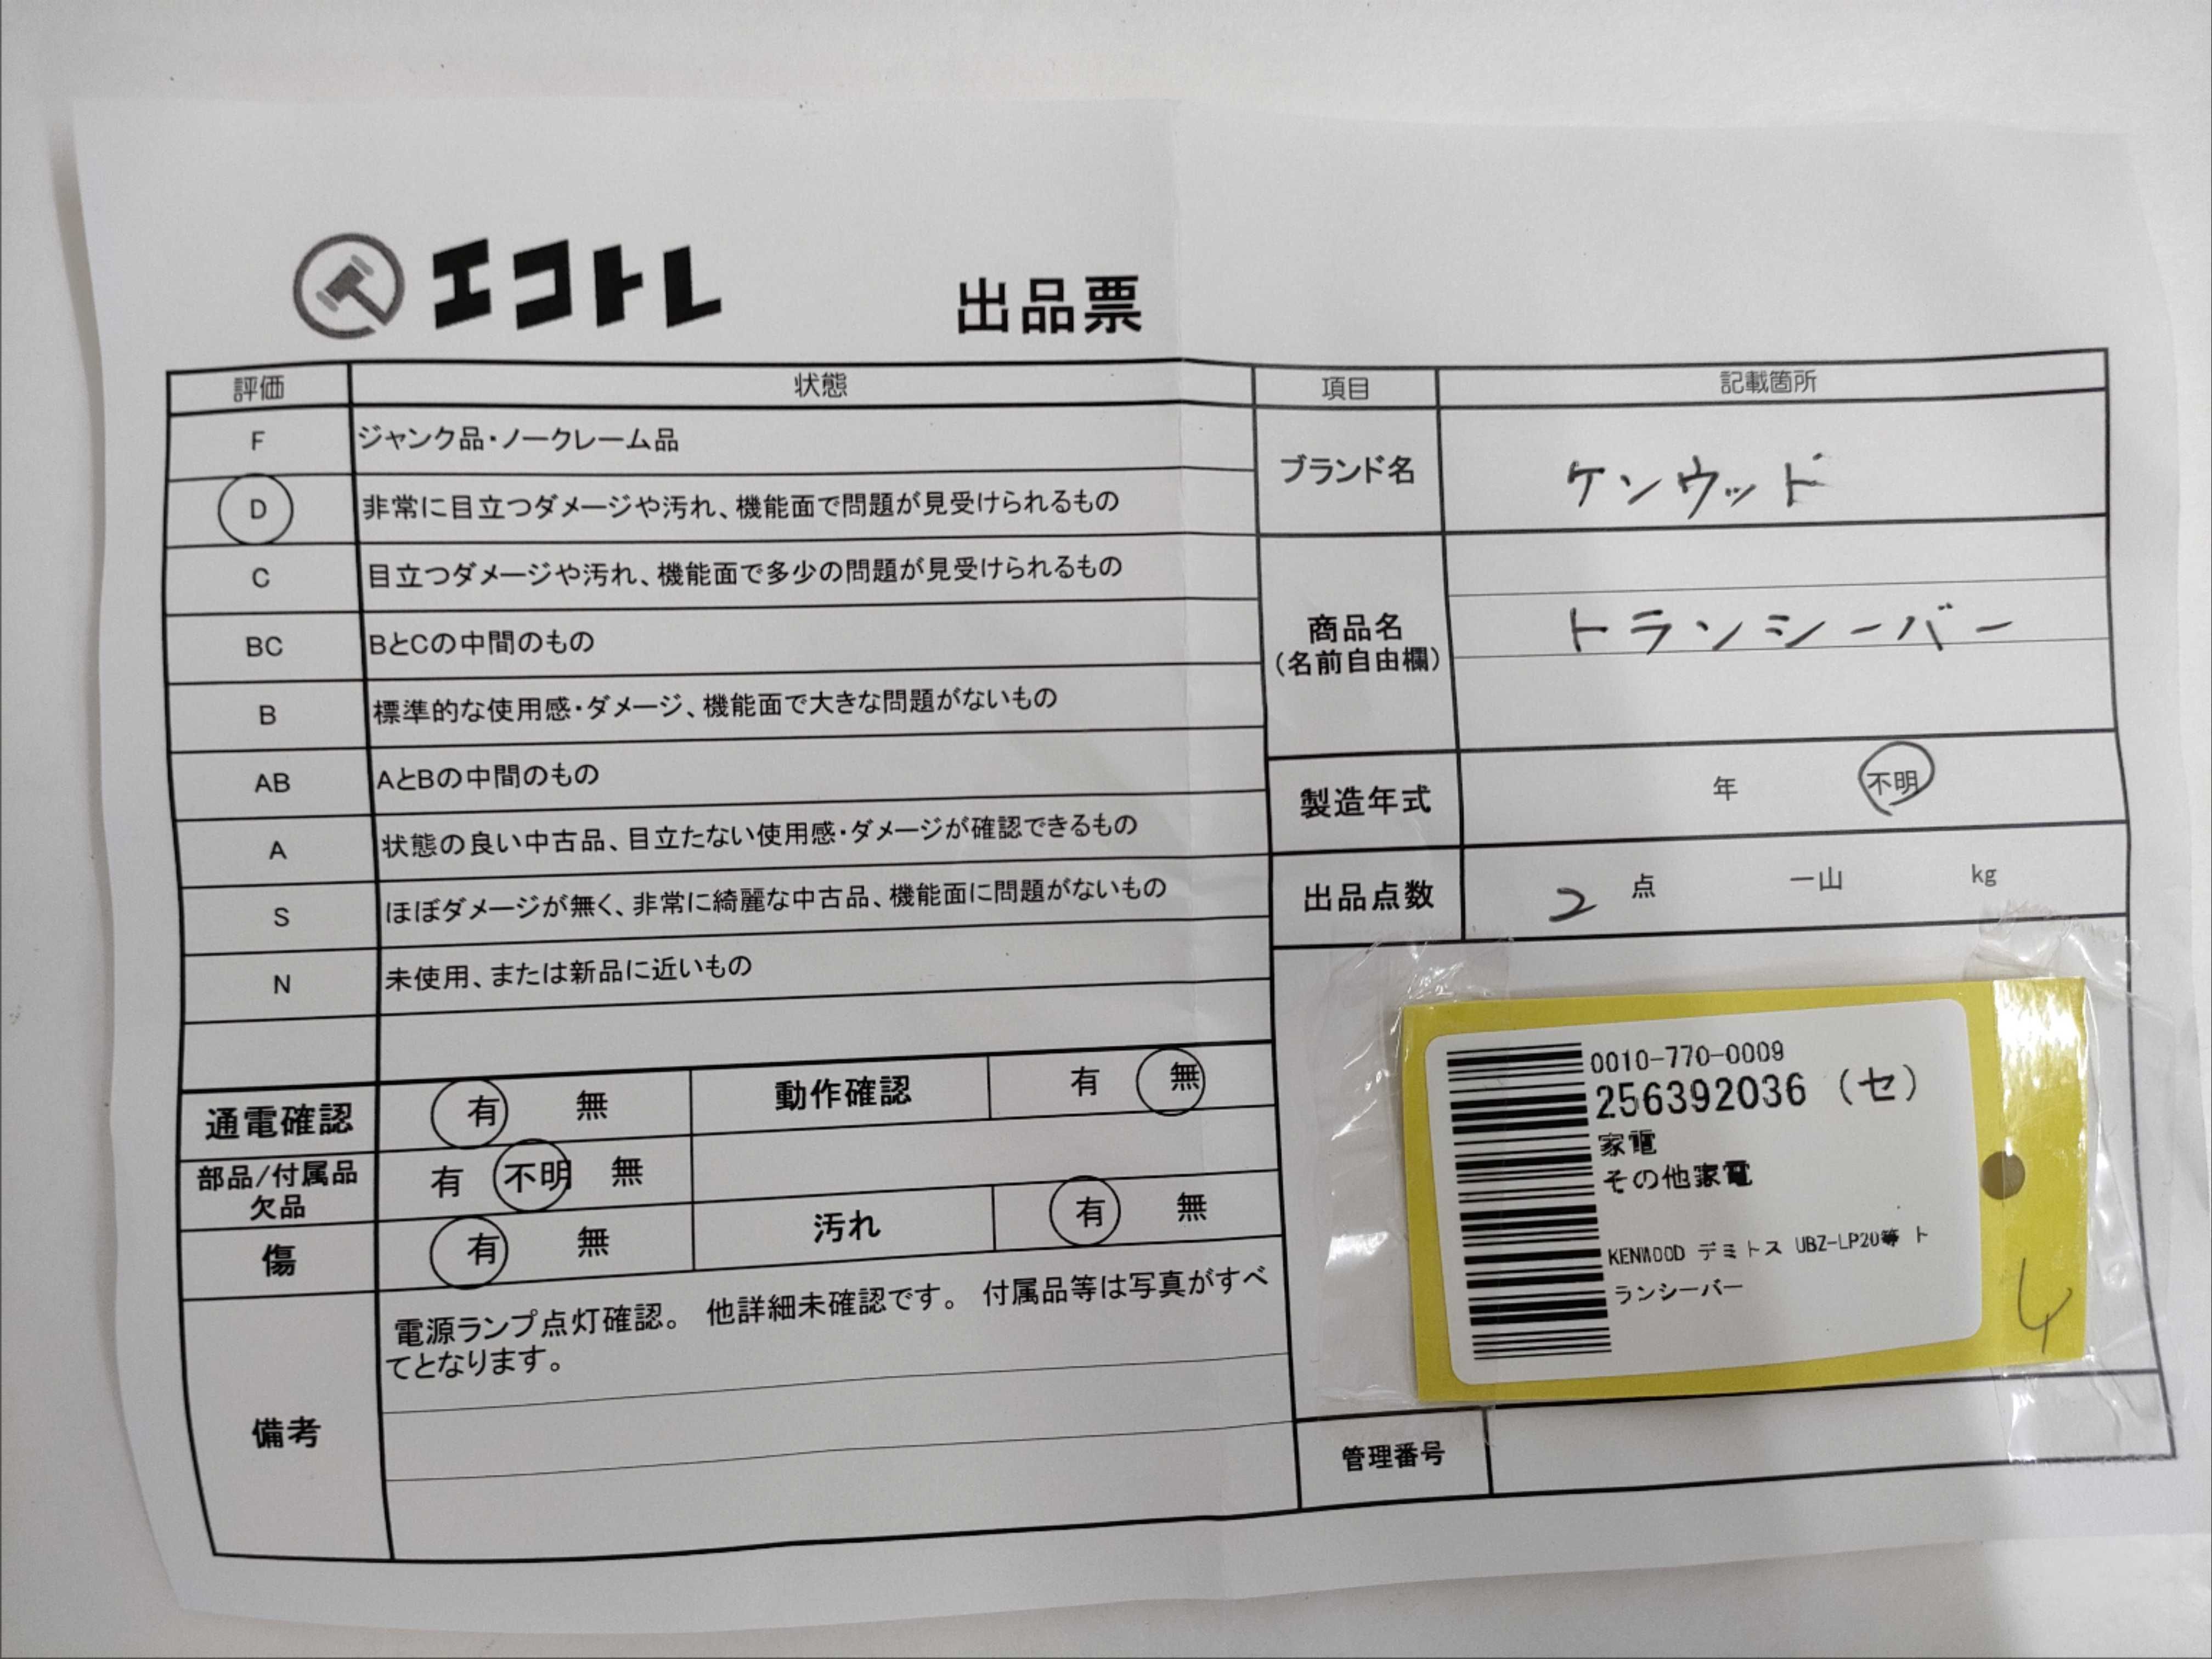 エコトレ
出品票
評価 状態
F ジャンク品・ノークレーム品
D 非常に目立つダメージや汚れ、機能面で問題が見受けられるもの
C 目立つダメージや汚れ、機能面で多少の問題が見受けられるもの
BC BとCの中間のもの
B 標準的な使用感・ダメージ、機能面で大きな問題がないもの
AB AとBの中間のもの
A 状態の良い中古品、目立たない使用感・ダメージが確認できるもの
S ほぼダメージが無く、非常に綺麗な中古品、機能面に問題がないもの
N 未使用、または新品に近いもの
通電確認 有 無 動作確認 有 無
部品/付属品
欠品 有 不明 無
傷 有 無 汚れ 有 無
備考
電源ランプ点灯確認。 他詳細未確認です。 付属品等は写真がすべ
てとなります。
項目 記載箇所
ブランド名 ケンウッド
商品名
(名前自由欄)
トランシーバー
製造年式 年 不明
出品点数 2 点 一山 kg
0010-770-0009
256392036 (セ)
家電
その他家電
KENWOOD デミトス UBZ-LP20等 ト
ランシーバー
4
管理番号